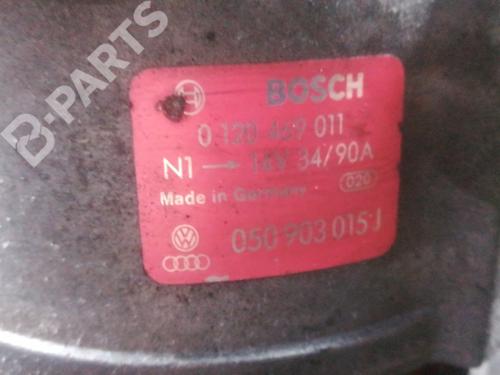 B-PARTS
BOSCH
0 120 469 011
N1 → 14V 34/90A
Made in Germany
020
050 903 015 J